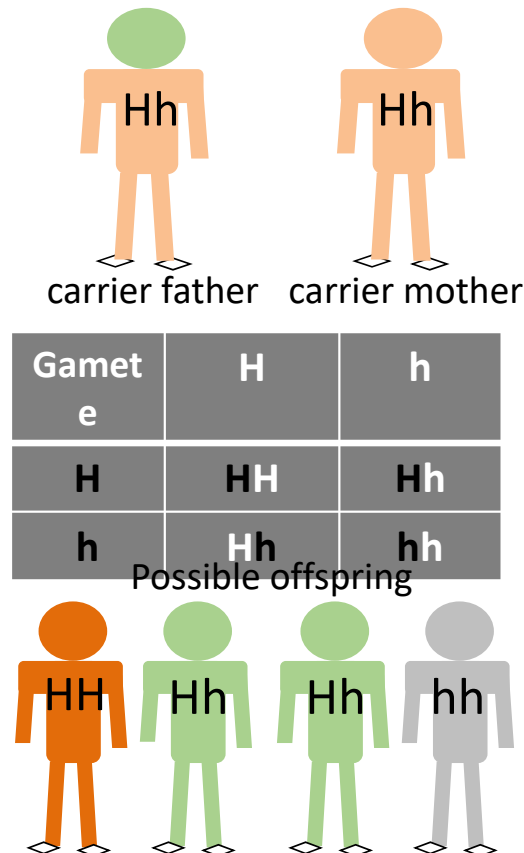 Hh Hh
carrier father carrier mother
Gamet
e H h
H HH Hh
h Hh hh
Possible offspring
HH Hh Hh hh